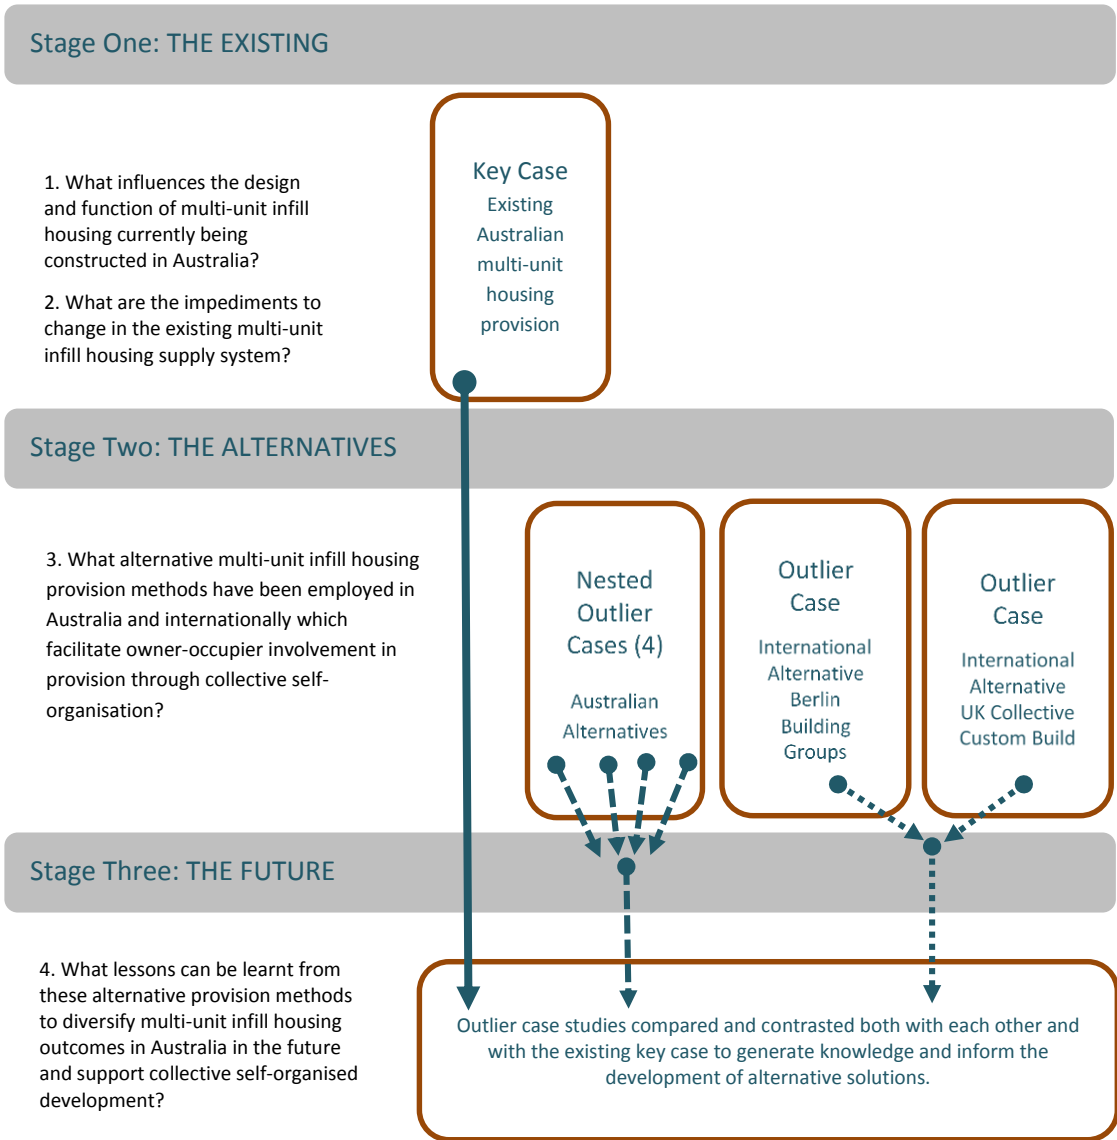 Stage One: THE EXISTING
1. What influences the design
and function of multi-unit infill
housing currently being
constructed in Australia?
2. What are the impediments to
change in the existing multi-unit
infill housing supply system?
Key Case
Existing
Australian
multi-unit
housing
provision
Stage Two: THE ALTERNATIVES
3. What alternative multi-unit infill housing
provision methods have been employed in
Australia and internationally which
facilitate owner-occupier involvement in
provision through collective self-
organisation?
Nested
Outlier
Cases (4)
Australian
Alternatives
Outlier
Case
International
Alternative
Berlin
Building
Groups
Outlier
Case
International
Alternative
UK Collective
Custom Build
Stage Three: THE FUTURE
4. What lessons can be learnt from
these alternative provision methods
to diversify multi-unit infill housing
outcomes in Australia in the future
and support collective self-organised
development?
Outlier case studies compared and contrasted both with each other and
with the existing key case to generate knowledge and inform the
development of alternative solutions.